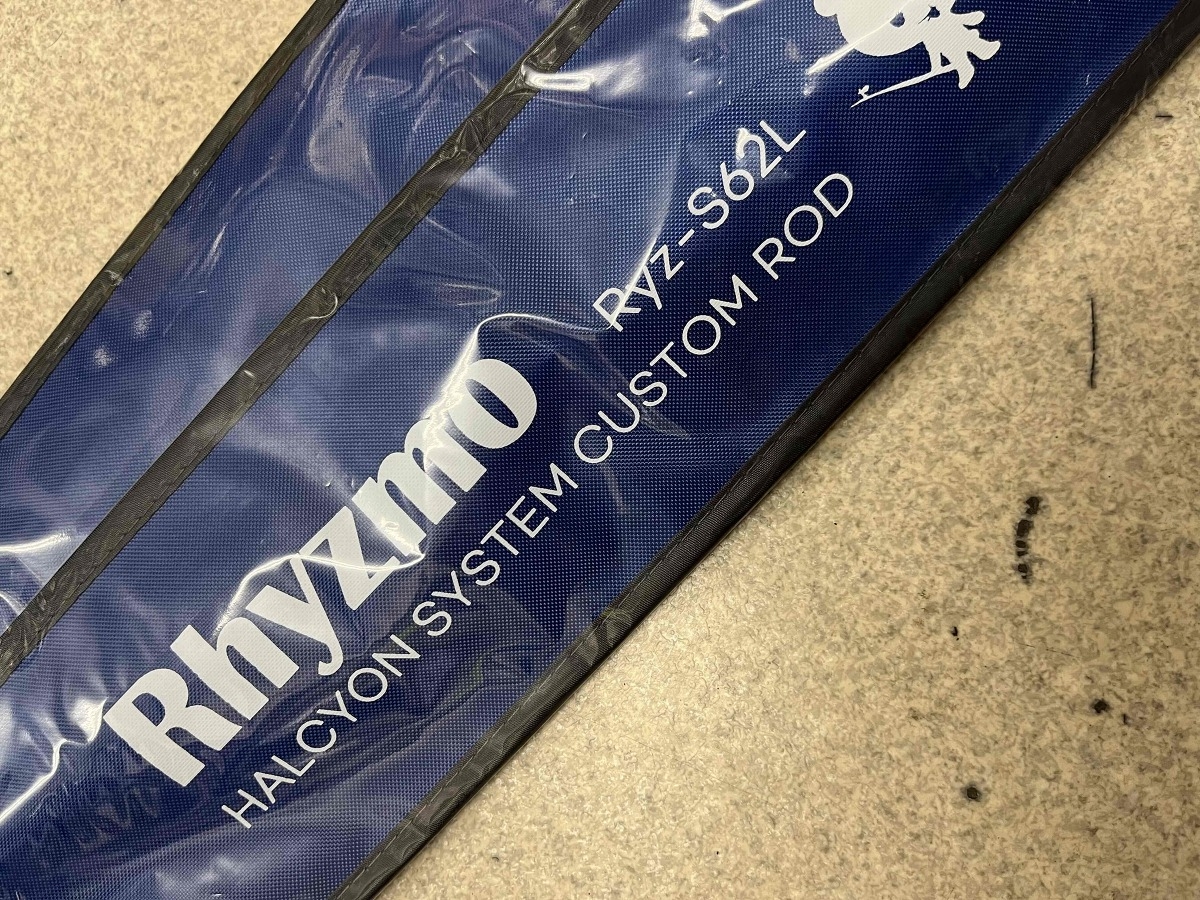 Rhyzmo Ryz-S62L
HALCYON SYSTEM CUSTOM ROD